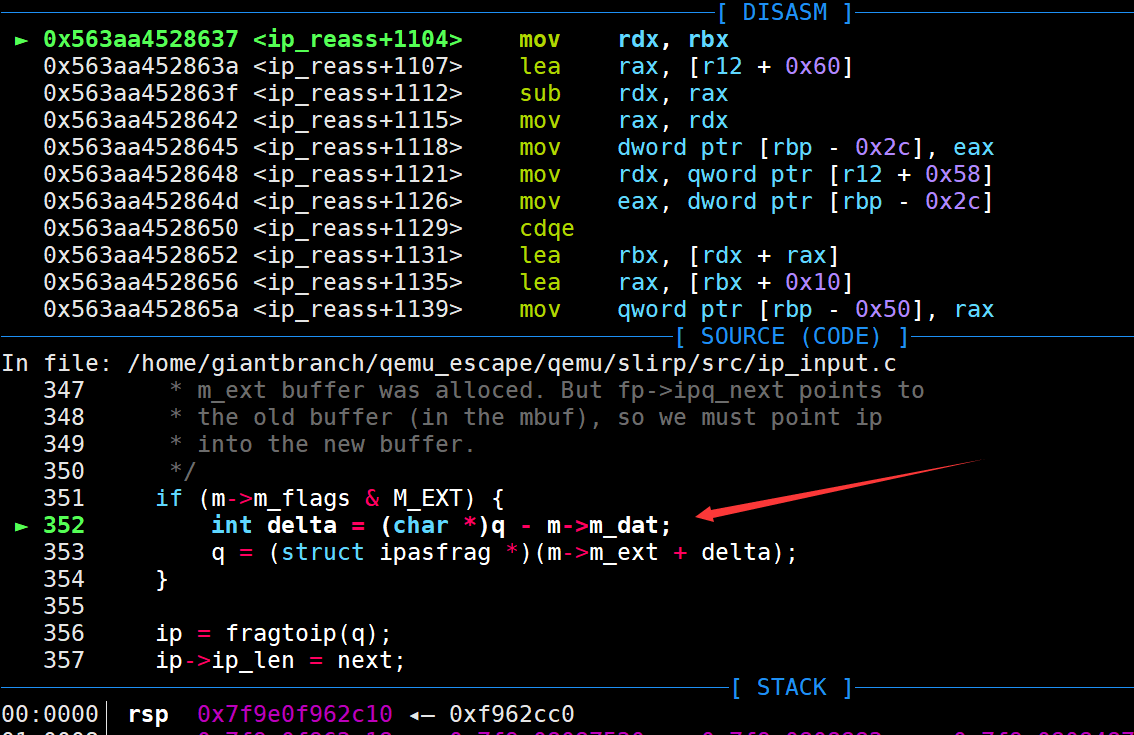 [ DISASM ]
► 0x563aa4528637 <ip_reass+1104> mov rdx, rbx
0x563aa452863a <ip_reass+1107> lea rax, [r12 + 0x60]
0x563aa452863f <ip_reass+1112> sub rdx, rax
0x563aa4528642 <ip_reass+1115> mov rax, rdx
0x563aa4528645 <ip_reass+1118> mov dword ptr [rbp - 0x2c], eax
0x563aa4528648 <ip_reass+1121> mov rdx, qword ptr [r12 + 0x58]
0x563aa452864d <ip_reass+1126> mov eax, dword ptr [rbp - 0x2c]
0x563aa4528650 <ip_reass+1129> cdqe
0x563aa4528652 <ip_reass+1131> lea rbx, [rdx + rax]
0x563aa4528656 <ip_reass+1135> lea rax, [rbx + 0x10]
0x563aa452865a <ip_reass+1139> mov qword ptr [rbp - 0x50], rax
[ SOURCE (CODE) ]
In file: /home/giantbranch/qemu_escape/qemu/slirp/src/ip_input.c
347 * m_ext buffer was alloced. But fp->ipq_next points to
348 * the old buffer (in the mbuf), so we must point ip
349 * into the new buffer.
350 */
351 if (m->m_flags & M_EXT) {
► 352 int delta = (char *)q - m->m_dat;
353 q = (struct ipasfrag *)(m->m_ext + delta);
354 }
355
356 ip = fragtoip(q);
357 ip->ip_len = next;
[ STACK ]
00:0000│ rsp 0x7f9e0f962c10 ◂— 0xf962cc0